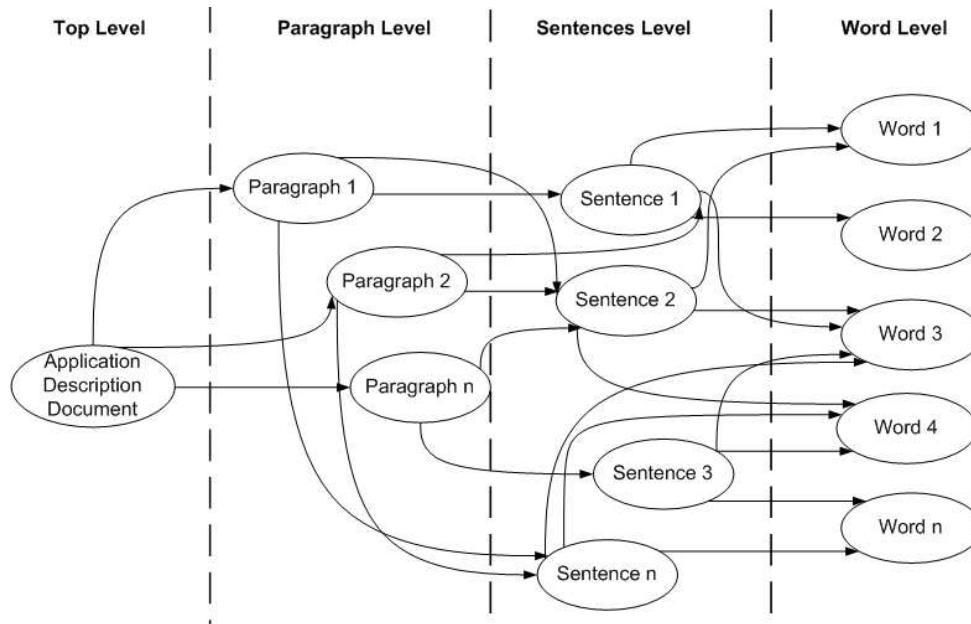 Top Level
Paragraph Level
Sentences Level
Word Level
Application
Description
Document
Paragraph 1
Paragraph 2
Paragraph n
Sentence 1
Sentence 2
Sentence 3
Sentence n
Word 1
Word 2
Word 3
Word 4
Word n